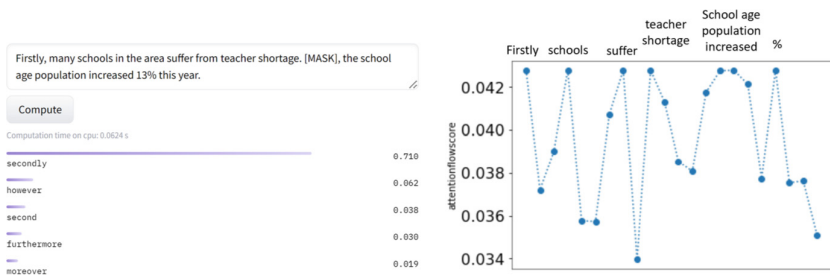 Firstly, many schools in the area suffer from teacher shortage. [MASK], the school
age population increased 13% this year.
Compute
Computation time on cpu: 0.0624 s
secondly 0.710
however 0.062
second 0.038
furthermore 0.030
moreover 0.019
Firstly schools suffer teacher
shortage School age
population
increased %
attentionflowscore
0.042
0.040
0.038
0.036
0.034